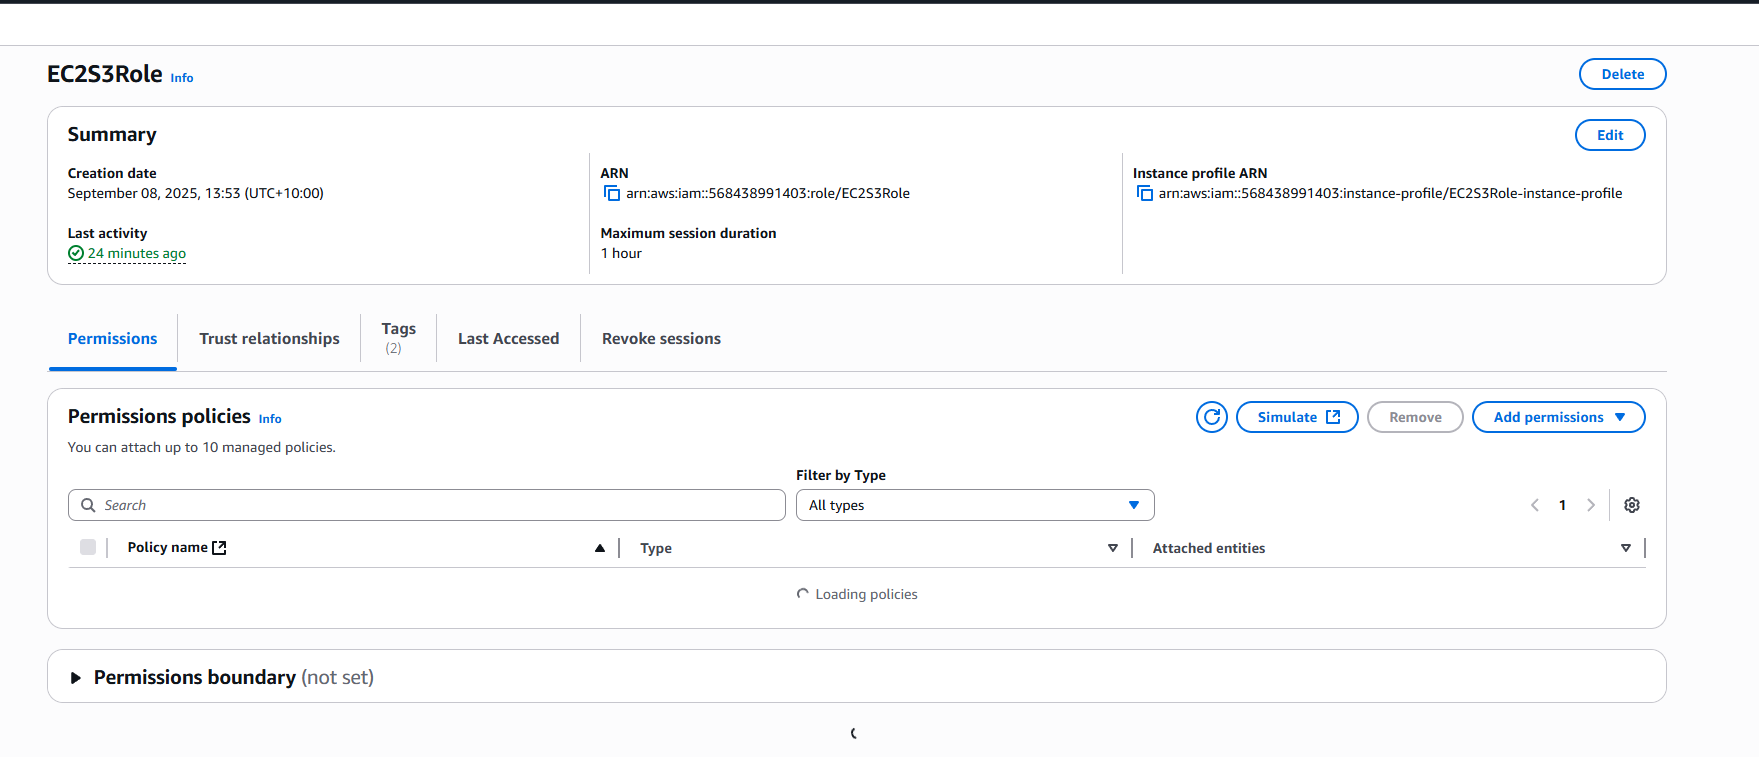 EC2S3Role Info
Delete
Summary
Edit
Creation date
September 08, 2025, 13:53 (UTC+10:00)
ARN
arn:aws:iam::568438991403:role/EC2S3Role
Instance profile ARN
arn:aws:iam::568438991403:instance-profile/EC2S3Role-instance-profile
Last activity
24 minutes ago
Maximum session duration
1 hour
Permissions
Trust relationships
Tags
(2)
Last Accessed
Revoke sessions
Permissions policies Info
Simulate
Remove
Add permissions
You can attach up to 10 managed policies.
Filter by Type
Search
All types
1
Policy name
Type
Attached entities
Loading policies
Permissions boundary (not set)